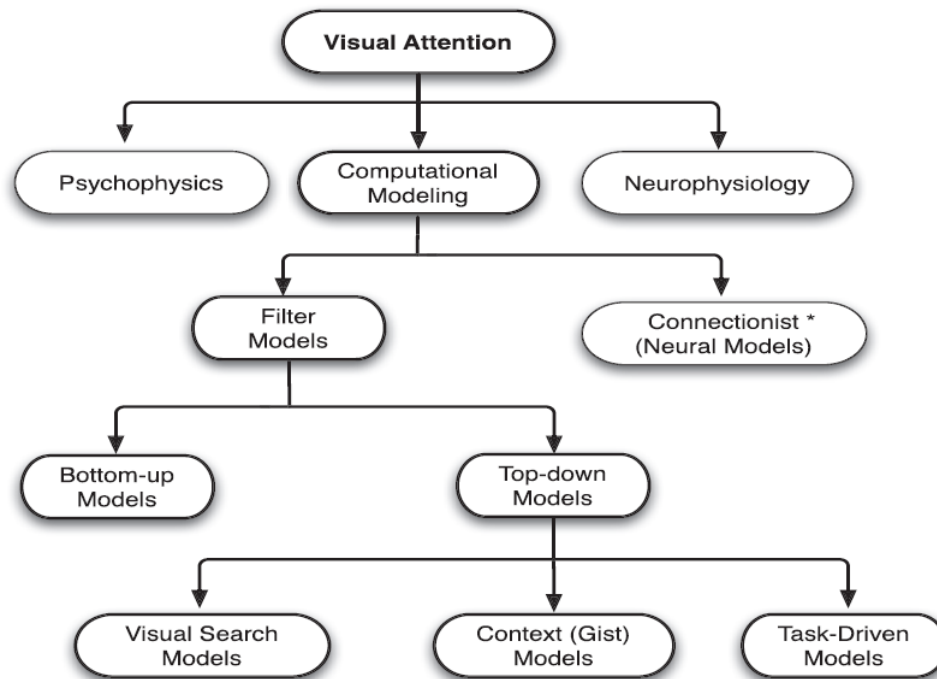 Visual Attention
Psychophysics
Computational
Modeling
Neurophysiology
Filter
Models
Connectionist *
(Neural Models)
Bottom-up
Models
Top-down
Models
Visual Search
Models
Context (Gist)
Models
Task-Driven
Models